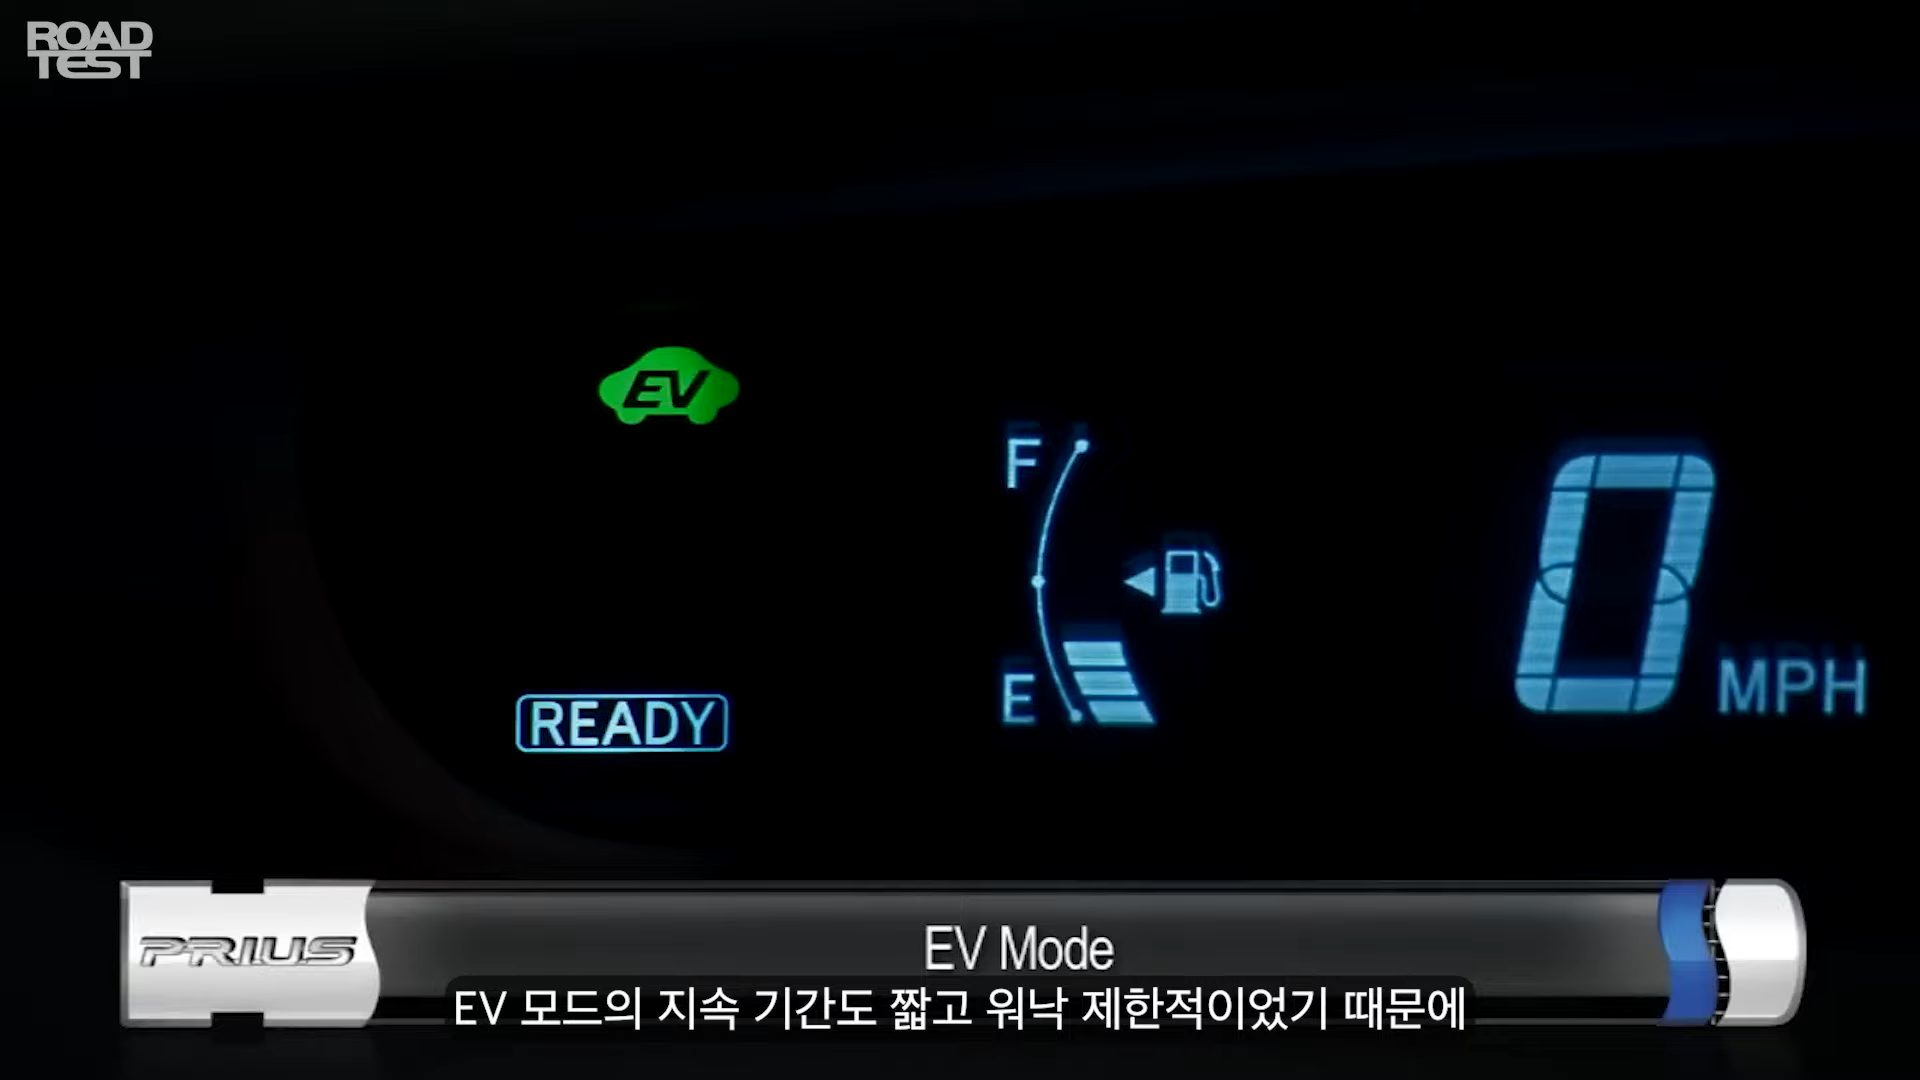 ROAD
TEST
EV
F
E
READY
0
MPH
PRIUS
EV Mode
EV 모드의 지속 기간도 짧고 워낙 제한적이었기 때문에